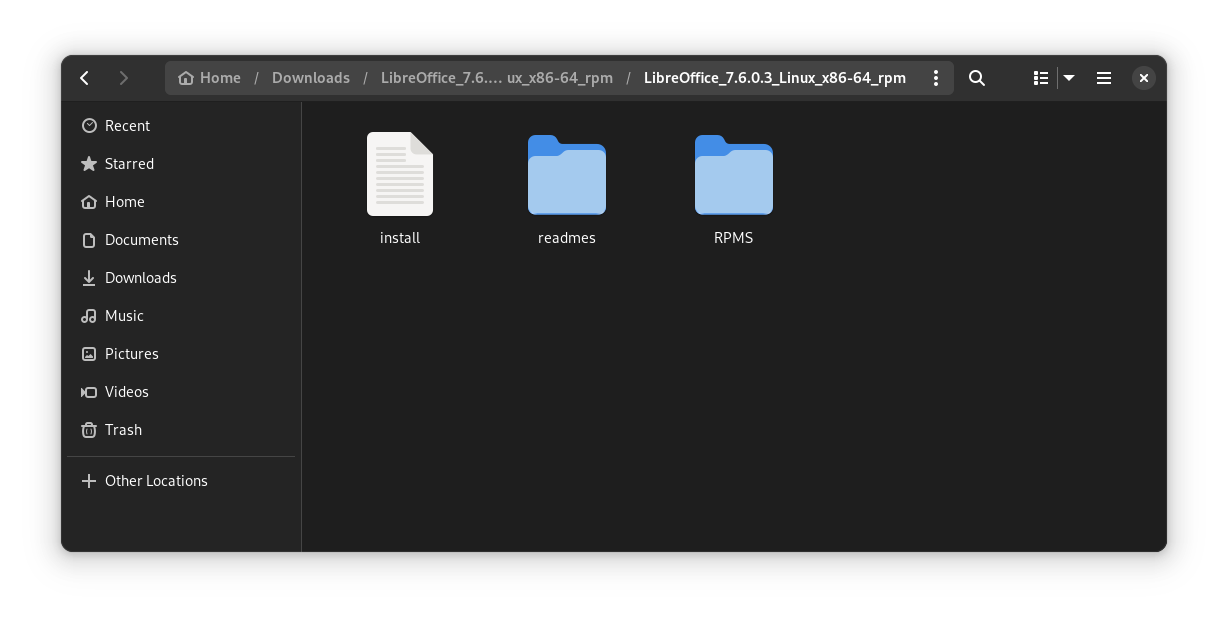 Home / Downloads / LibreOffice_7.6.... ux_x86-64_rpm / LibreOffice_7.6.0.3_Linux_x86-64_rpm
Recent
Starred
Home
Documents
Downloads
Music
Pictures
Videos
Trash
Other Locations
install readmes RPMS